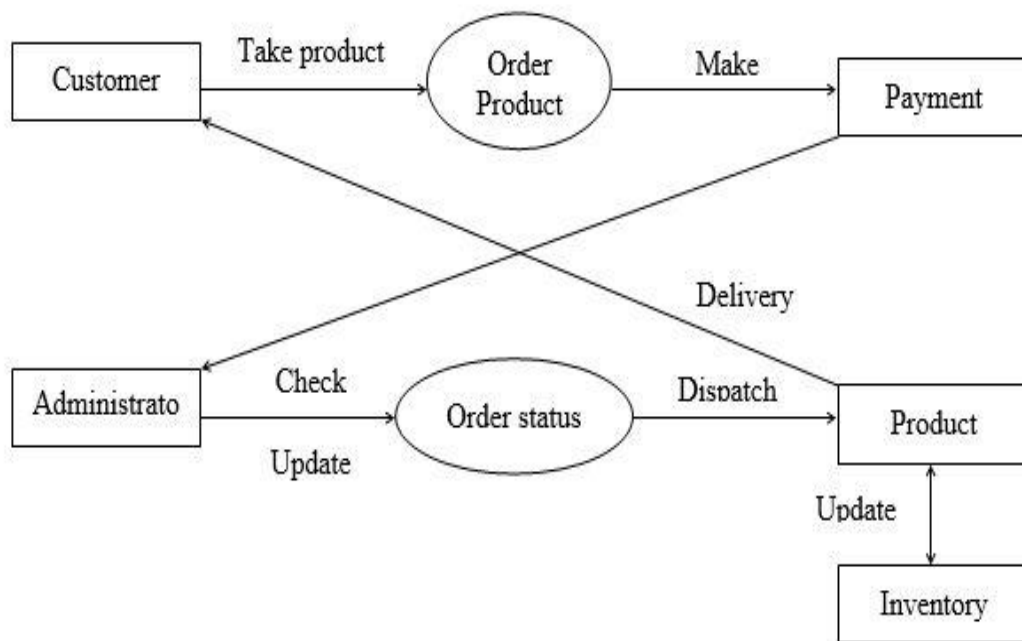 Customer
Take product
Order
Product
Make
Payment
Delivery
Administrato
Check
Update
Order status
Dispatch
Product
Update
Inventory